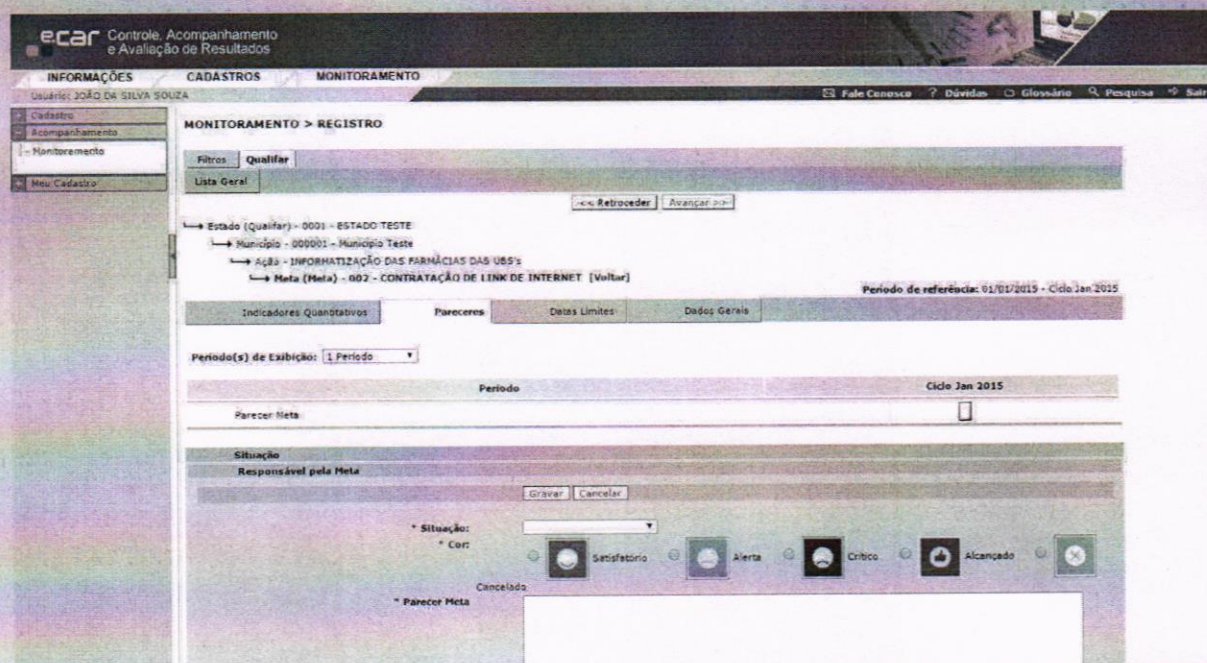 ecar Controle, Acompanhamento
e Avaliação de Resultados
INFORMAÇÕES CADASTROS MONITORAMENTO
Usuário: JOÃO DA SILVA SOUZA
Fale Conosco ? Dúvidas Glossário Pesquisa Sair
Cadastro
Acompanhamento
Monitoremento
Meu Cadastro
MONITORAMENTO > REGISTRO
Filtros Qualifar
Lista Geral
<< Retroceder Avançar >>
Estado (Qualifar) - 0001 - ESTADO TESTE
Município - 000001 - Municipio Teste
Ação - INFORMATIZAÇÃO DAS FARMÁCIAS DAS UBS's
Meta (Meta) - 002 - CONTRATAÇÃO DE LINK DE INTERNET [Voltar]
Período de referência: 01/01/2015 - Ciclo Jan 2015
Indicadores Quantitativos Pareceres Datas Limites Dados Gerais
Período(s) de Exibição: 1 Periodo
Período Ciclo Jan 2015
Parecer Meta
Situação
Responsável pela Meta
Gravar Cancelar
* Situação:
* Cor:
Satisfatório Alerta Crítico Alcançado
Cancelado
* Parecer Meta